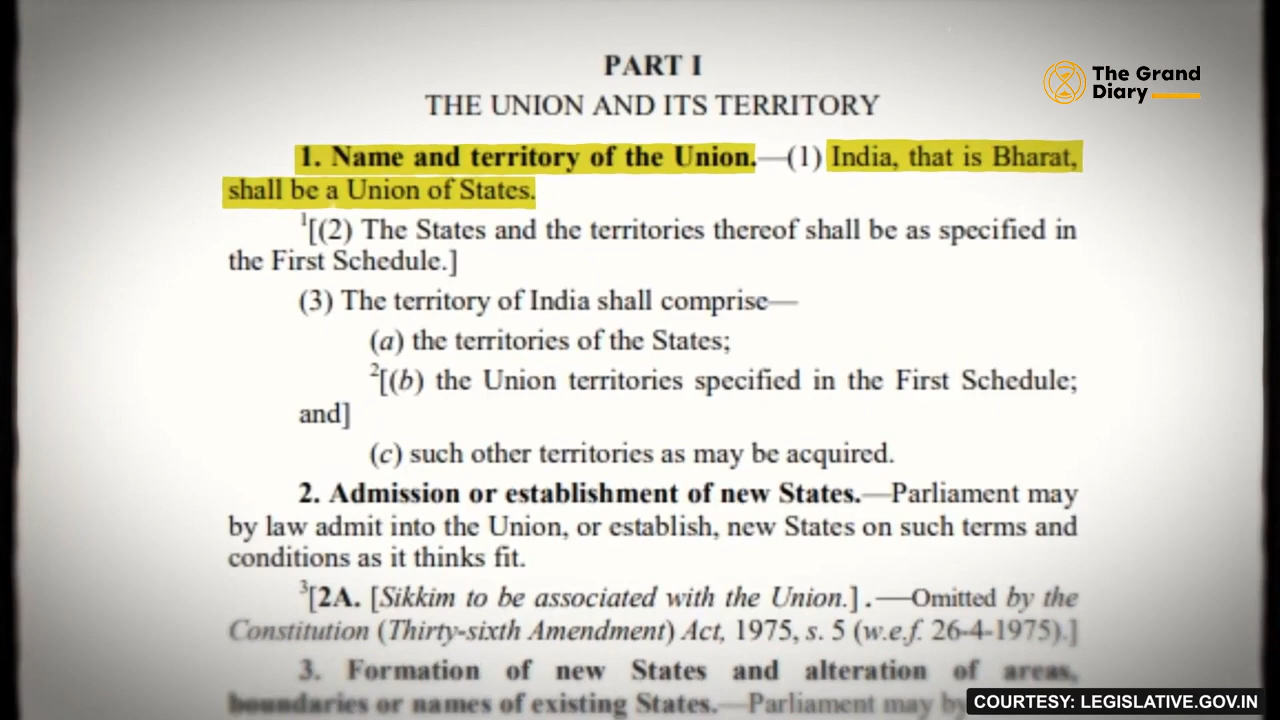 PART I
The Grand
Diary
THE UNION AND ITS TERRITORY
1. Name and territory of the Union.—(1) India, that is Bharat,
shall be a Union of States.
1[(2) The States and the territories thereof shall be as specified in
the First Schedule.]
(3) The territory of India shall comprise—
(a) the territories of the States;
2[(b) the Union territories specified in the First Schedule;
and]
(c) such other territories as may be acquired.
2. Admission or establishment of new States.—Parliament may
by law admit into the Union, or establish, new States on such terms and
conditions as it thinks fit.
3[2A. [Sikkim to be associated with the Union.].—Omitted by the
Constitution (Thirty-sixth Amendment) Act, 1975, s. 5 (w.e.f. 26-4-1975).]
3. Formation of new States and alteration of areas,
boundaries or names of existing States.—Parliament may by
COURTESY: LEGISLATIVE.GOV.IN